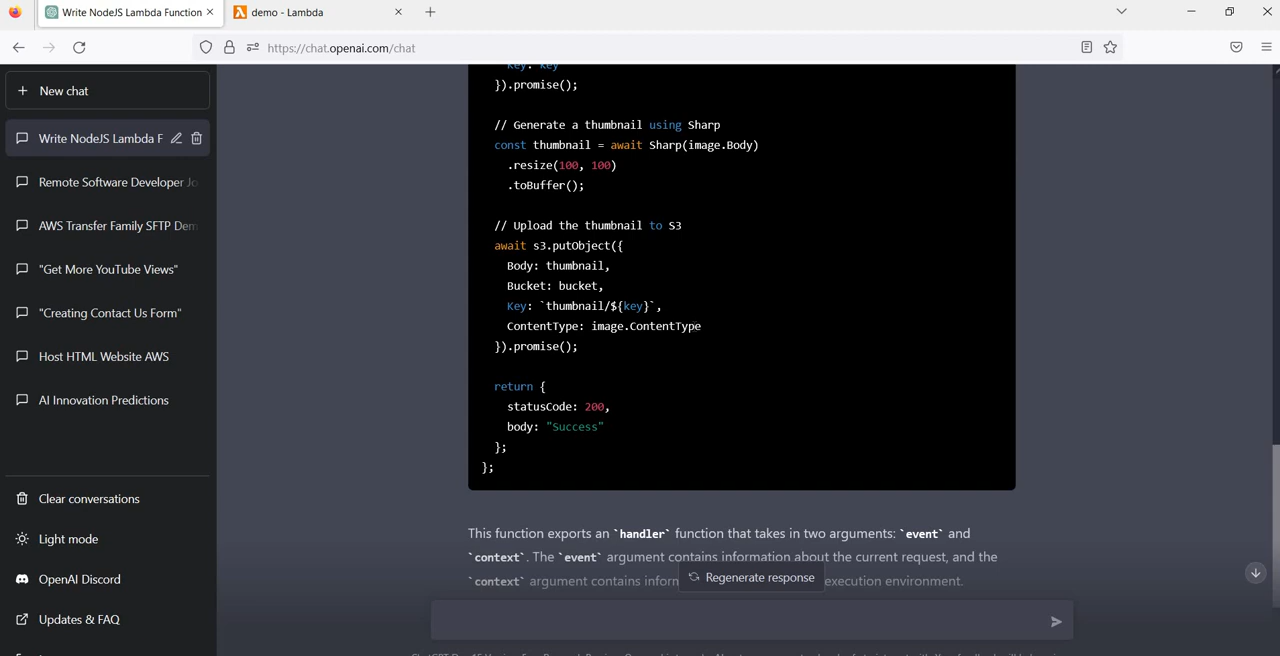 Write NodeJS Lambda Function
demo - Lambda
https://chat.openai.com/chat
New chat
Write NodeJS Lambda F
Remote Software Developer Jo
AWS Transfer Family SFTP Dem
"Get More YouTube Views"
"Creating Contact Us Form"
Host HTML Website AWS
AI Innovation Predictions
Clear conversations
Light mode
OpenAI Discord
Updates & FAQ
Key: key
}).promise();
// Generate a thumbnail using Sharp
const thumbnail = await Sharp(image.Body)
.resize(100, 100)
.toBuffer();
// Upload the thumbnail to S3
await s3.putObject({
Body: thumbnail,
Bucket: bucket,
Key: `thumbnail/${key}`,
ContentType: image.ContentType
}).promise();
return {
statusCode: 200,
body: "Success"
};
};
This function exports an `handler` function that takes in two arguments: `event` and
`context`. The `event` argument contains information about the current request, and the
`context` argument contains inform execution environment.
Regenerate response